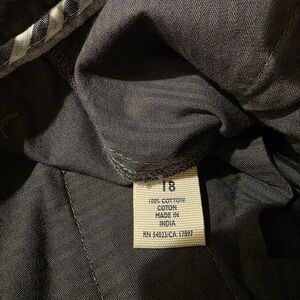 18
100% COTTON/
COTON
MADE IN
INDIA
RN 54023/CA 17897